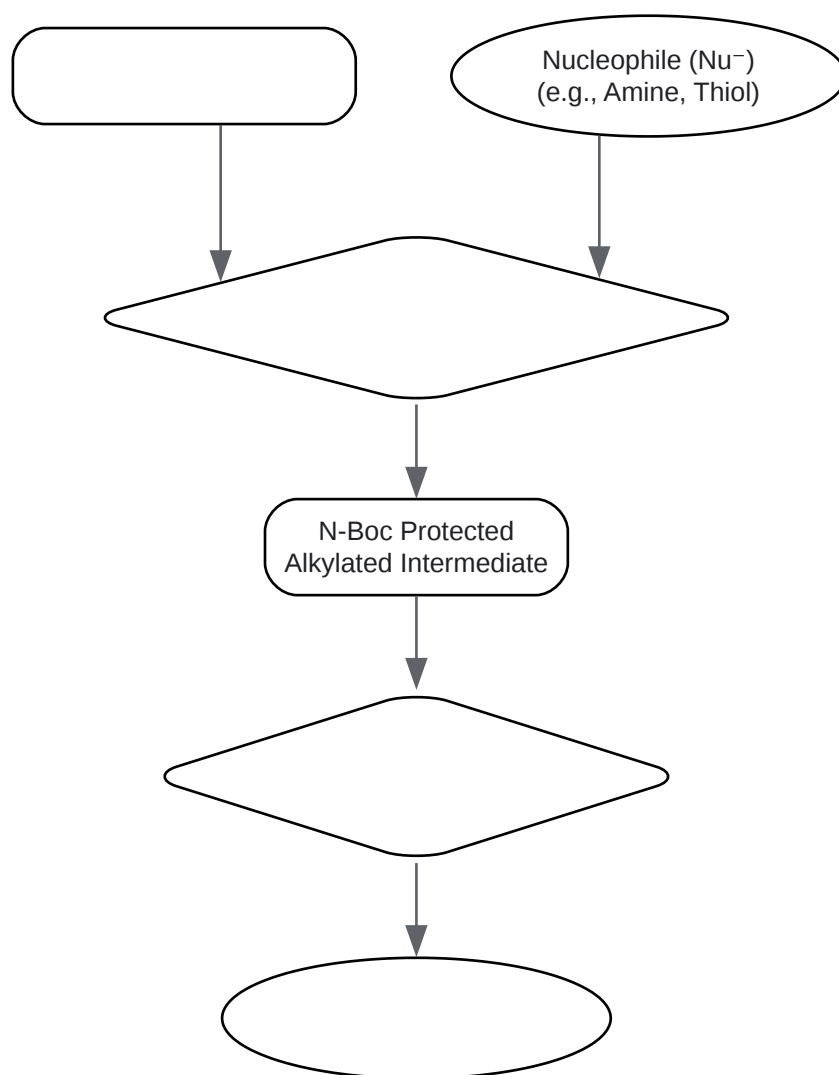 Nucleophile (Nu⁻)
(e.g., Amine, Thiol)
N-Boc Protected
Alkylated Intermediate